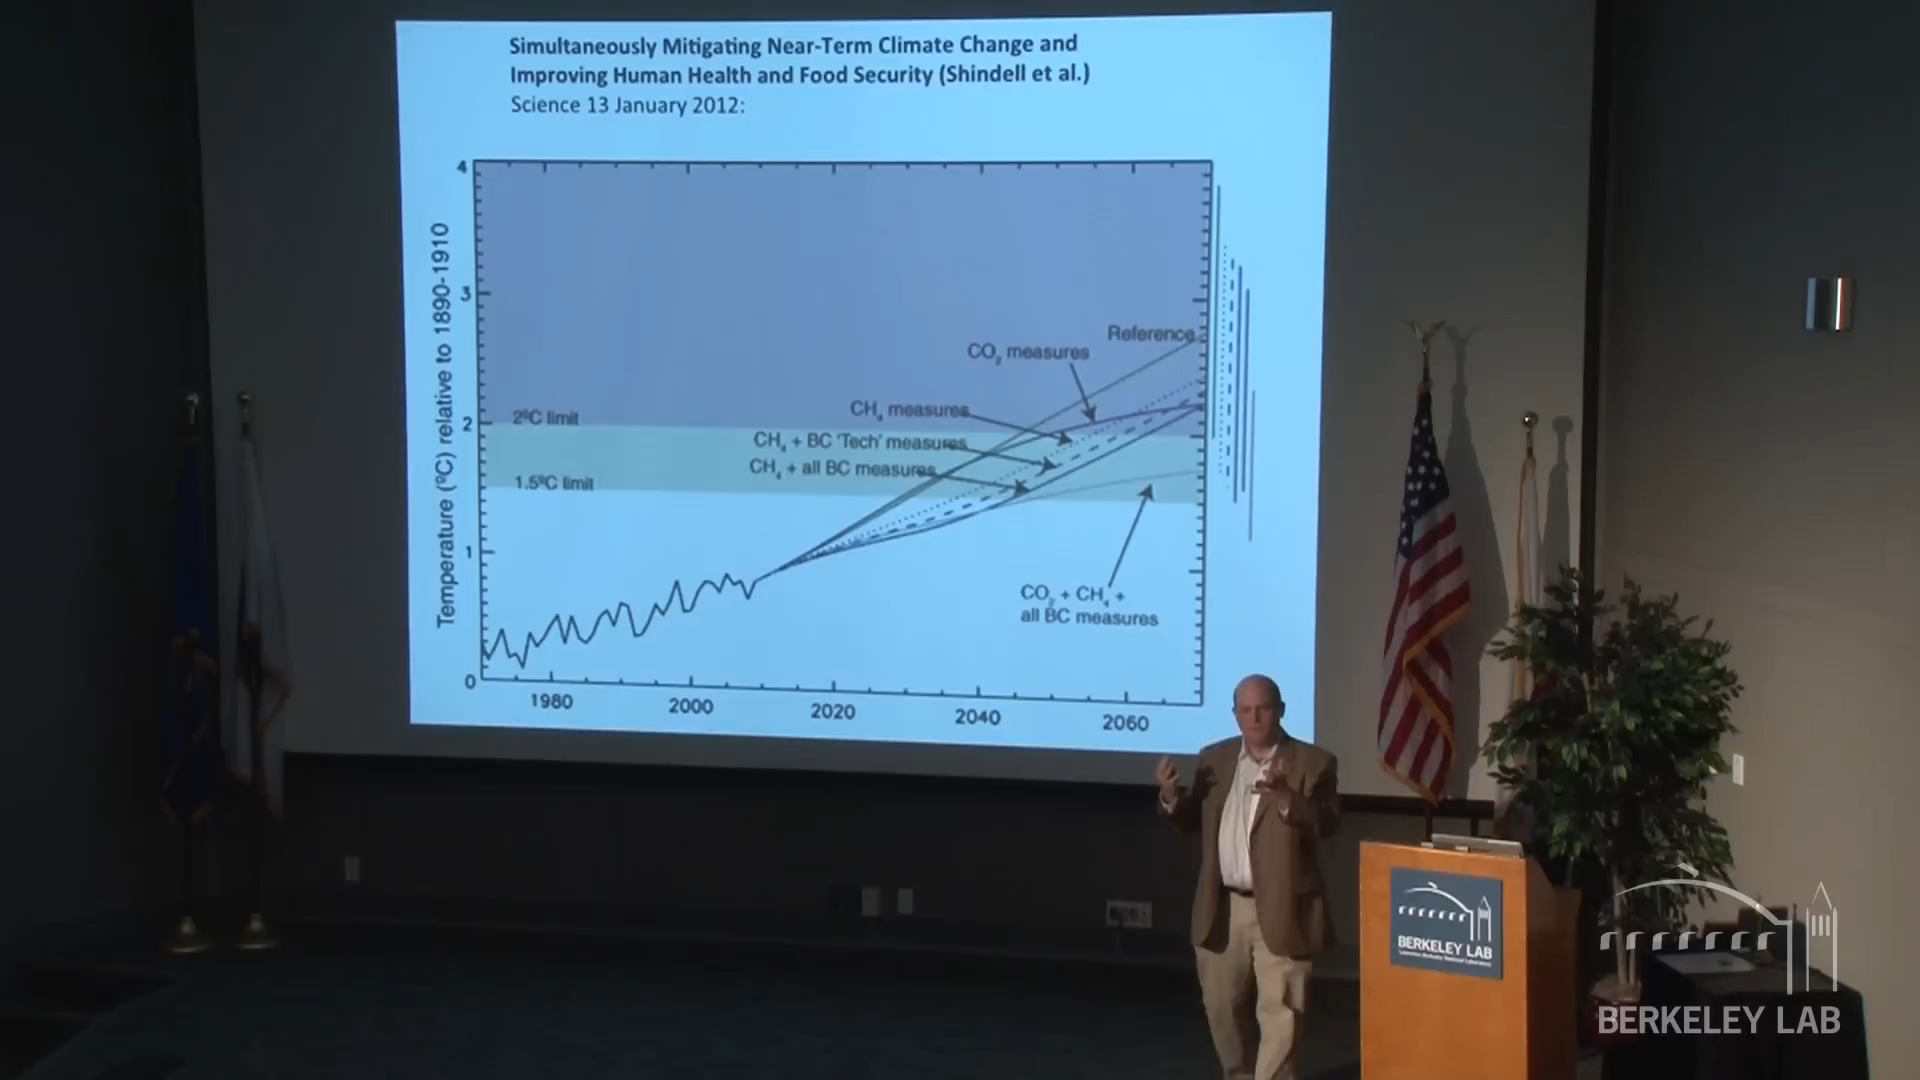 Simultaneously Mitigating Near-Term Climate Change and
Improving Human Health and Food Security (Shindell et al.)
Science 13 January 2012:
Temperature (ºC) relative to 1890-1910
4
3
2
1
0
Reference
CO₂ measures
CH₄ measures
2ºC limit
CH₄ + BC 'Tech' measures
CH₄ + all BC measures
1.5ºC limit
CO₂ + CH₄ +
all BC measures
1980
2000
2020
2040
2060
BERKELEY LAB
Lawrence Berkeley National Laboratory
BERKELEY LAB